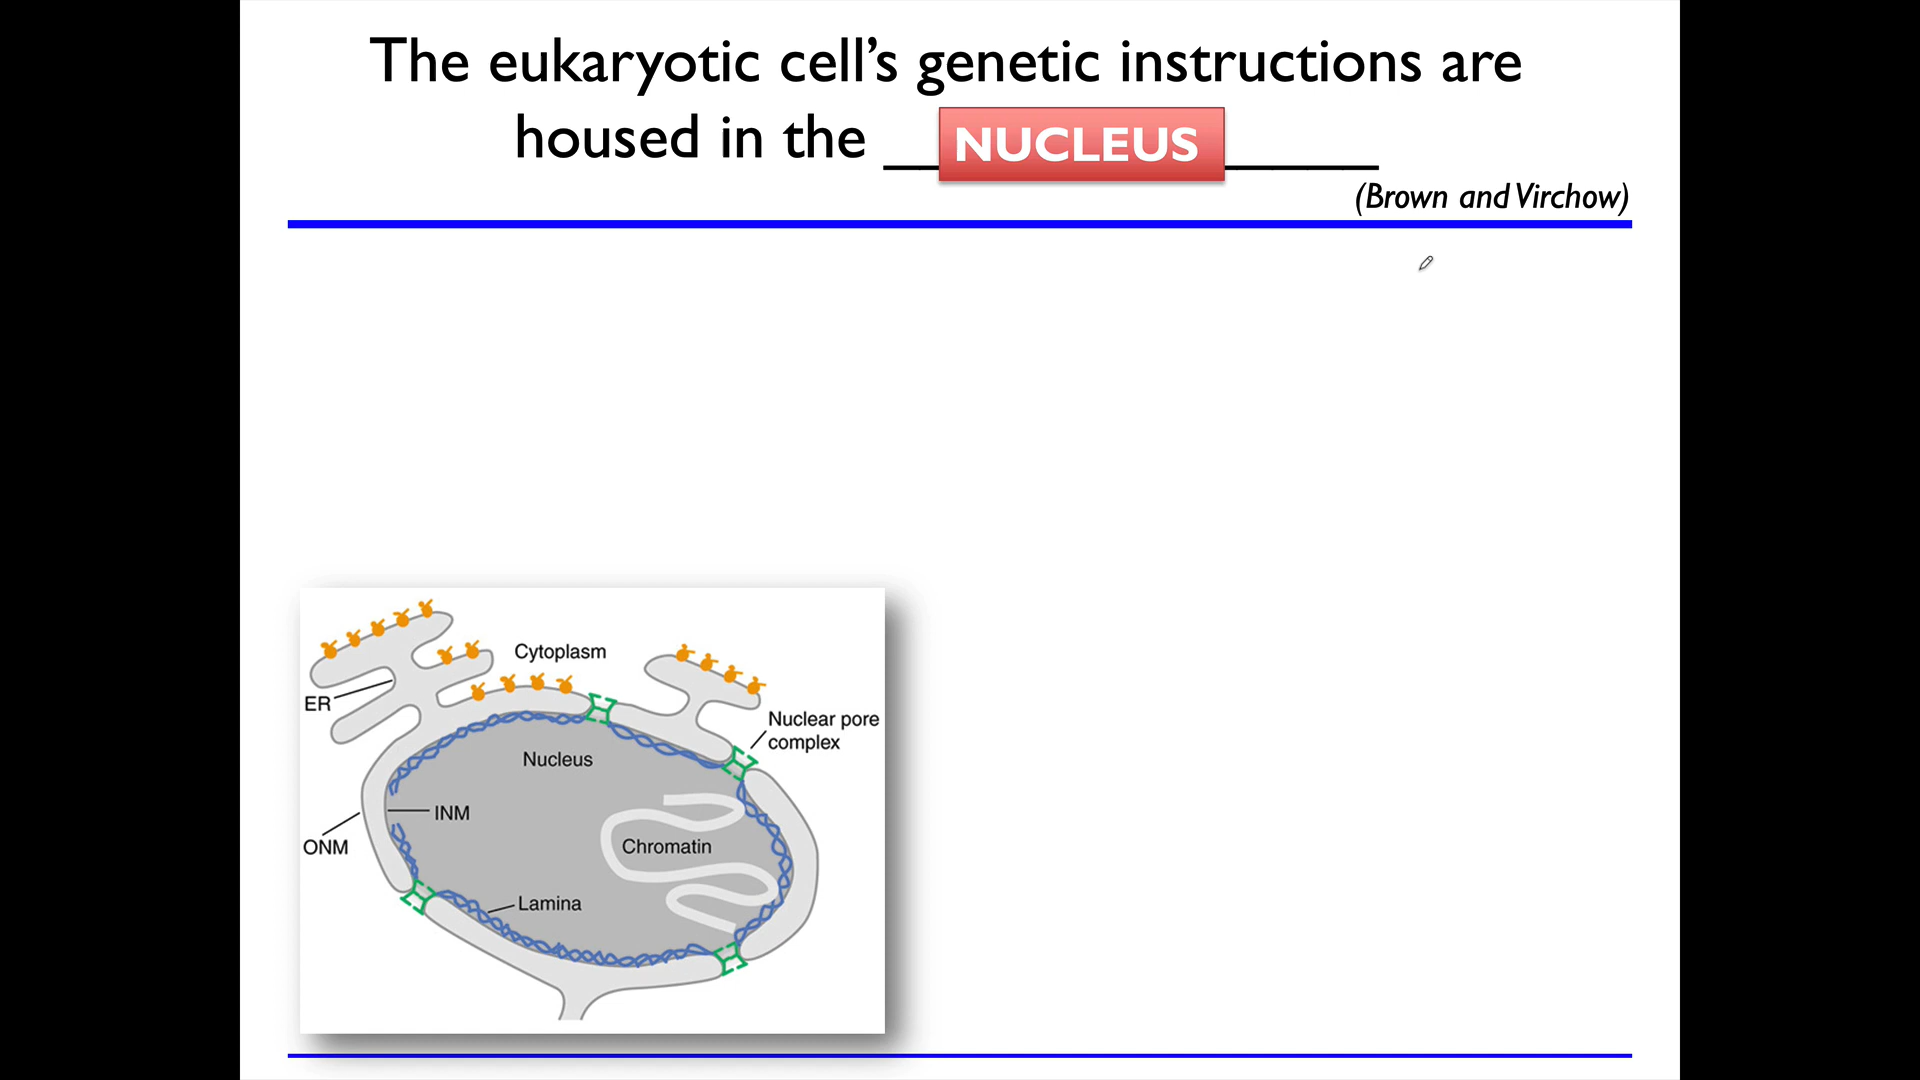 The eukaryotic cell’s genetic instructions are
housed in the __NUCLEUS______
(Brown and Virchow)
Cytoplasm
ER
Nuclear pore
complex
Nucleus
INM
ONM
Chromatin
Lamina